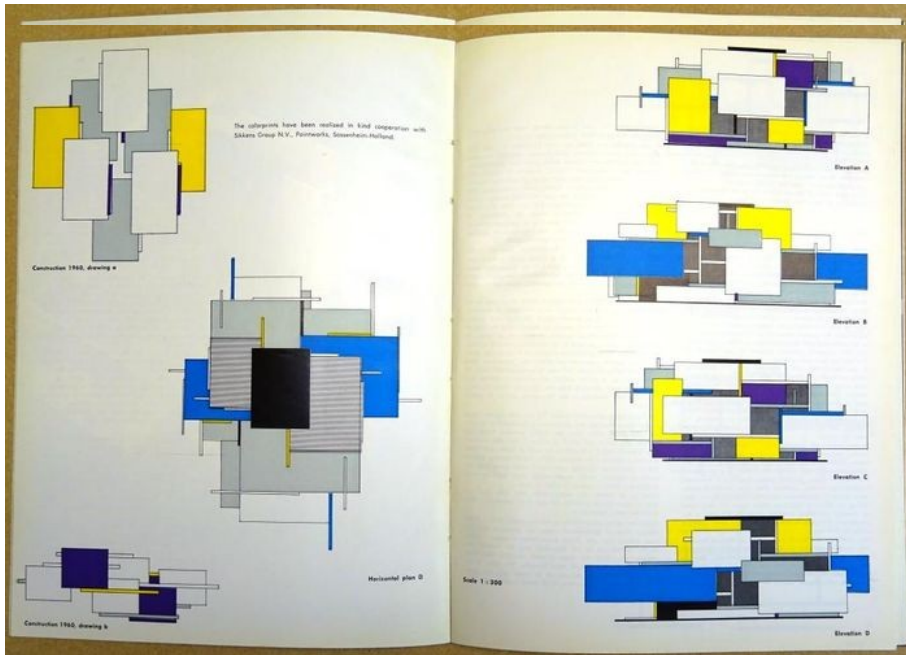 The colorprints have been realized in kind cooperation with
Sikkens Group N.V., Paintworks, Sassenheim-Holland.
Construction 1960, drawing a
Horizontal plan D
Construction 1960, drawing b
Elevation A
Elevation B
Elevation C
Scale 1 : 200
Elevation D